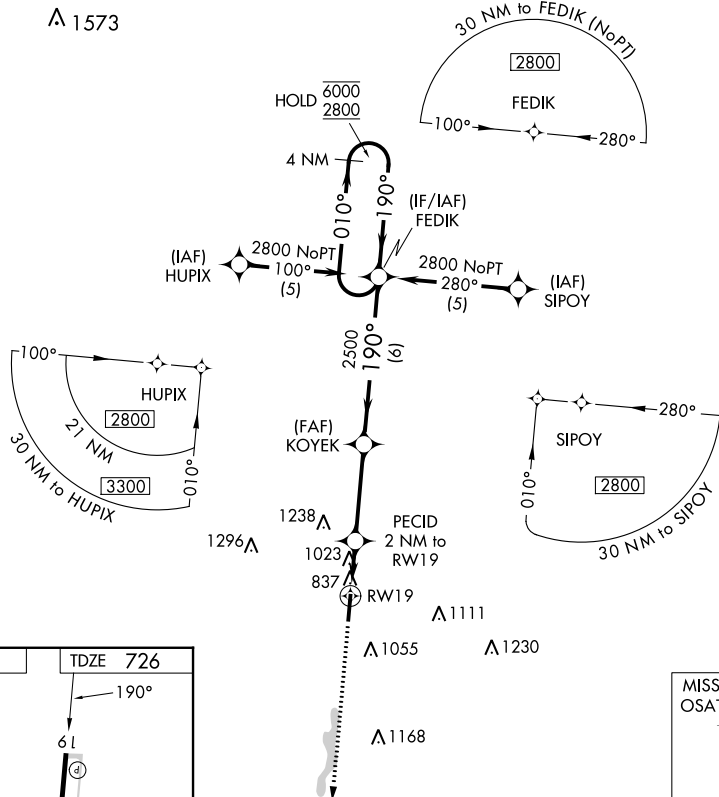 1573
30 NM to FEDIK (NoPT)
2800
FEDIK
100°
280°
HOLD 6000
2800
4 NM
010°
190°
(IF/IAF)
FEDIK
(IAF)
HUPIX
2800 NoPT
100°
(5)
2800 NoPT
280°
(5)
(IAF)
SIPOY
2500
190°
(6)
100°
HUPIX
2800
21 NM
3300
30 NM to HUPIX
010°
280°
SIPOY
2800
010°
30 NM to SIPOY
(FAF)
KOYEK
1238
1296
PECID
2 NM to
RW19
1023
837
RW19
1111
1055
1230
1168
TDZE 726
190°
19
P
MISS
OSAT